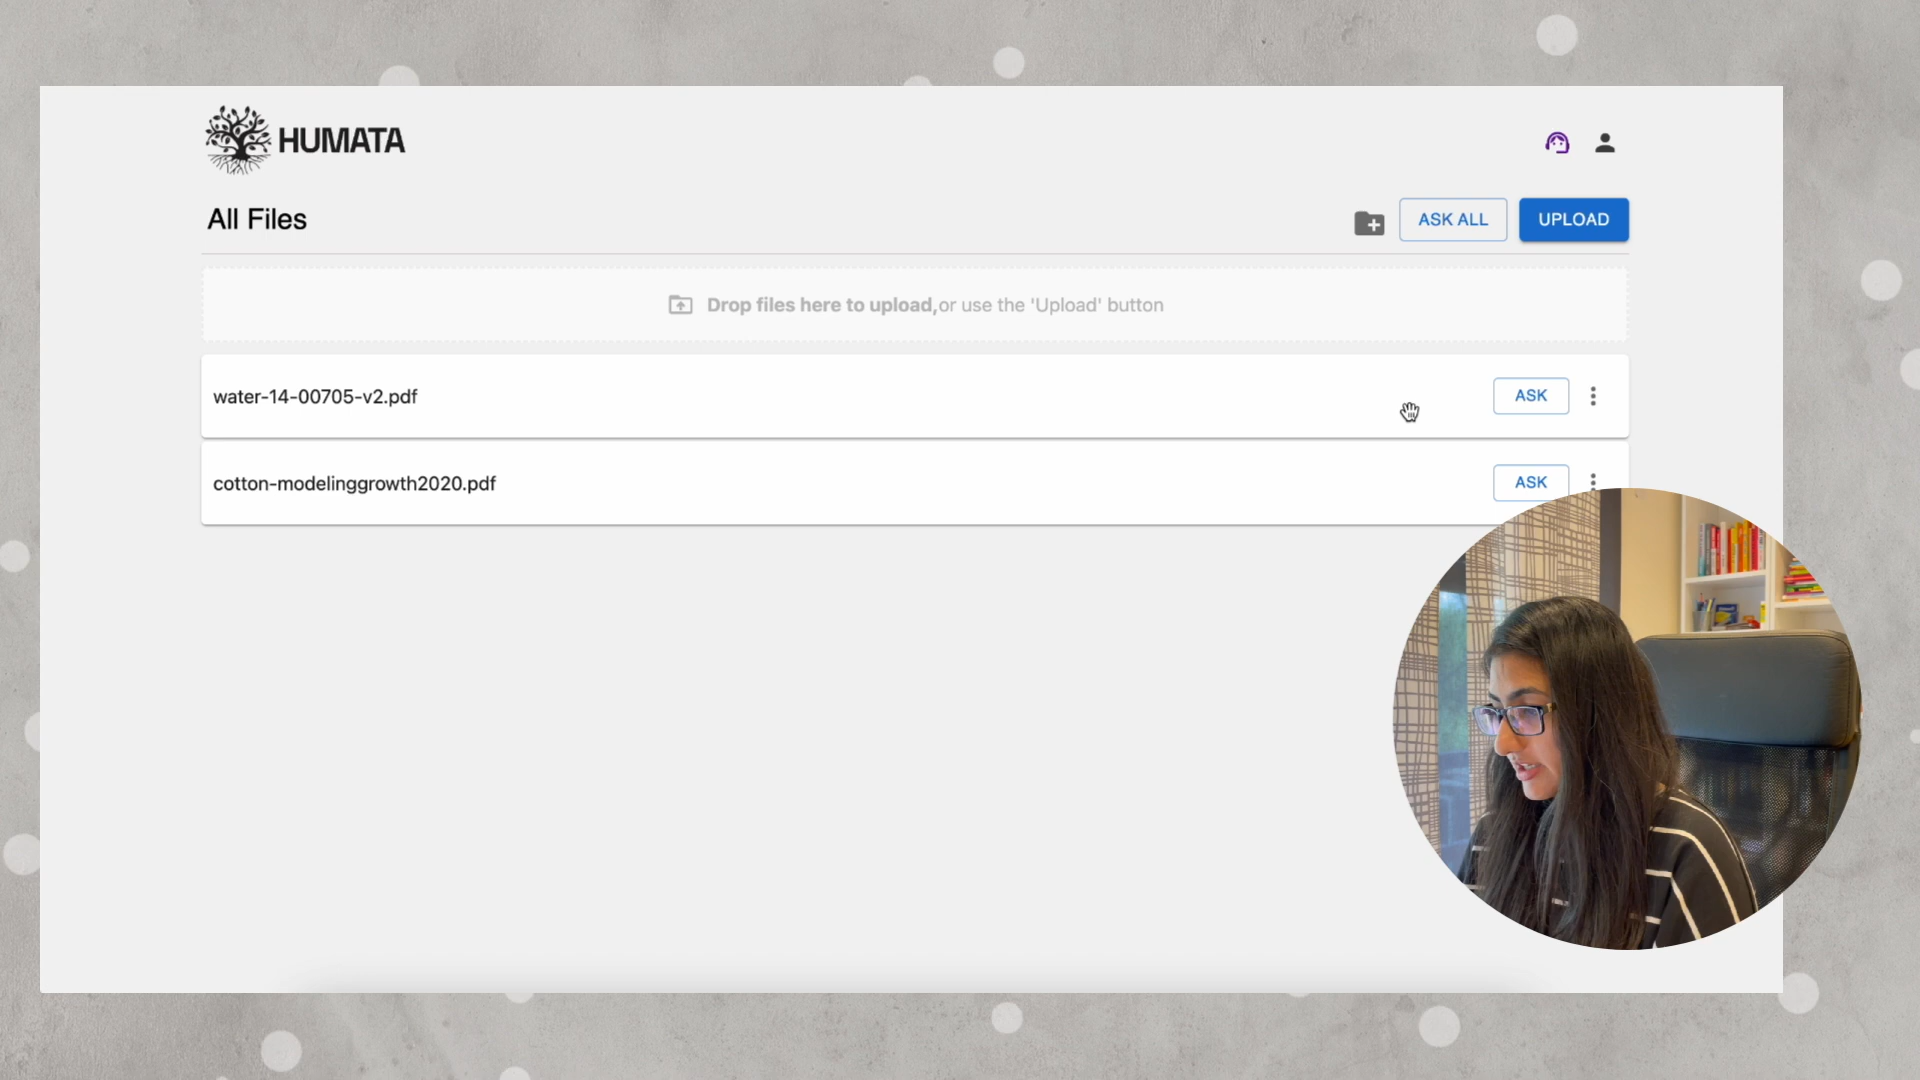 HUMATA
All Files
ASK ALL
UPLOAD
Drop files here to upload,or use the 'Upload' button
water-14-00705-v2.pdf
ASK
cotton-modelinggrowth2020.pdf
ASK